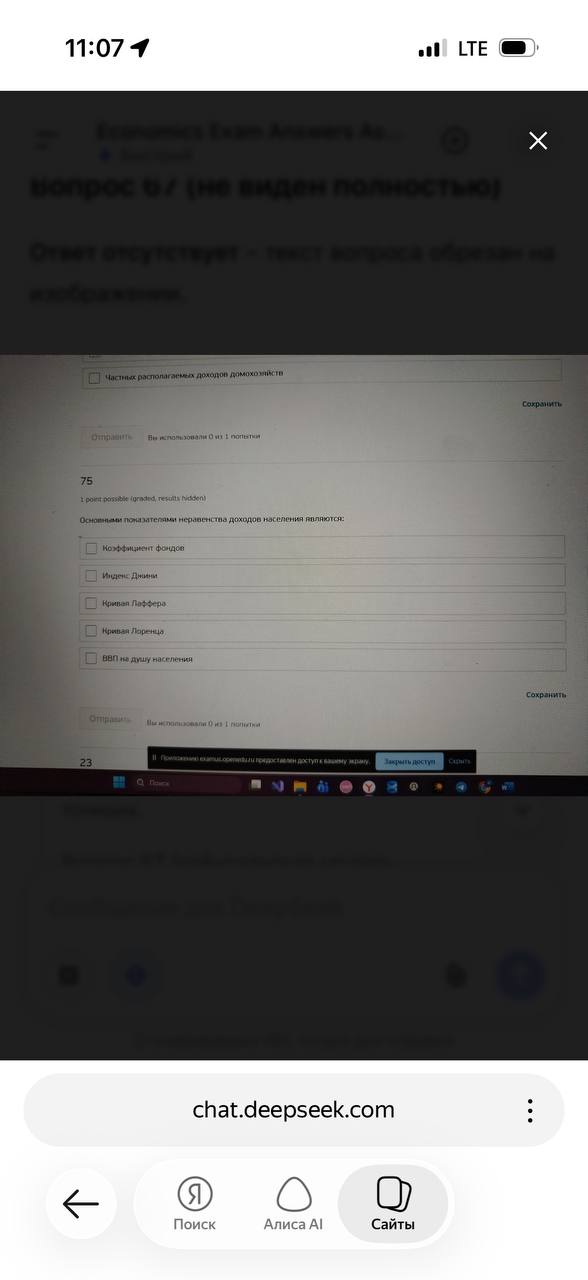 11:07
LTE
Economics Exam Answers As...
Вопрос 67 (не виден полностью)
Ответ отсутствует – текст вопроса обрезан на
изображении.
Частных располагаемых доходов домохозяйств
Сохранить
Отправить
Вы использовали 0 из 1 попытки
75
1 point possible (graded, results hidden)
Основными показателями неравенства доходов населения являются:
Коэффициент фондов
Индекс Джини
Кривая Лаффера
Кривая Лоренца
ВВП на душу населения
Сохранить
Отправить
Вы использовали 0 из 1 попытки
23
Приложению examus.openedu.ru предоставлен доступ к вашему экрану.
Закрыть доступ
Скрыть
Поиск
Сообщение для DeepSeek
chat.deepseek.com
Поиск
Алиса AI
Сайты